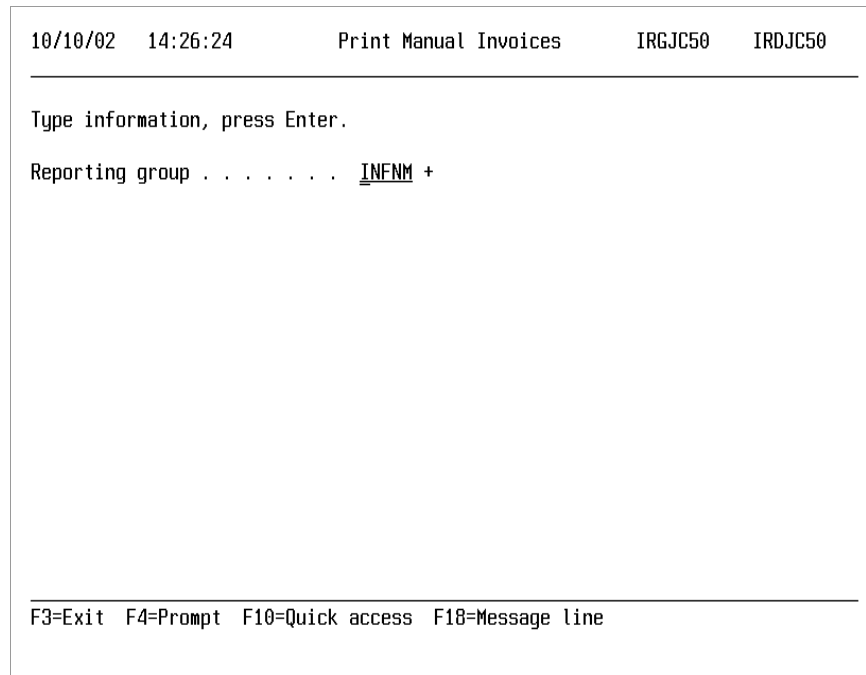 10/10/02 14:26:24 Print Manual Invoices IRGJC50 IRDJC50
Type information, press Enter.
Reporting group . . . . . . . INFNM +
F3=Exit F4=Prompt F10=Quick access F18=Message line